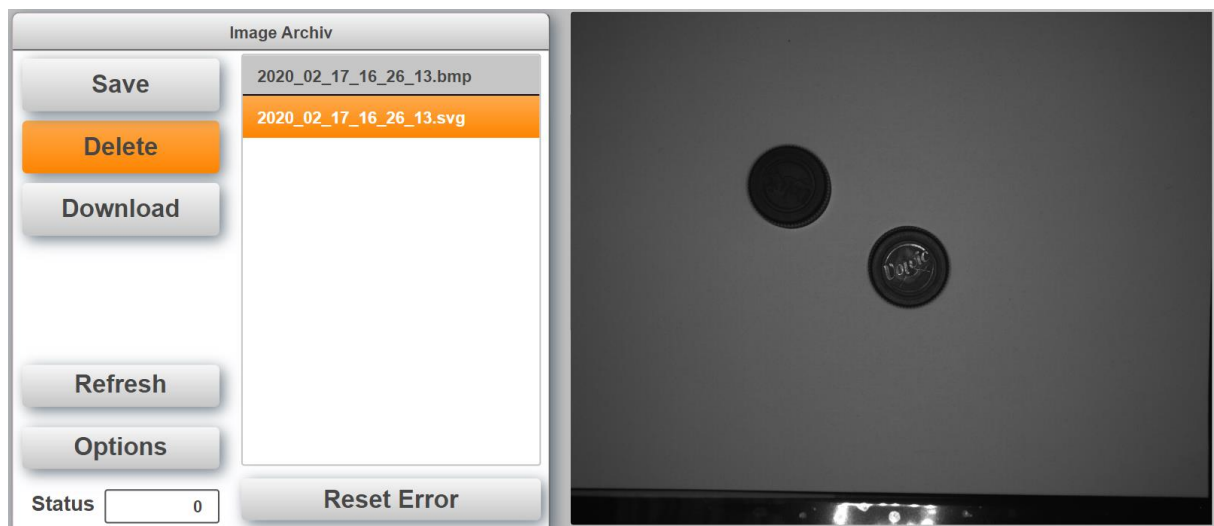 Image Archiv
Save
Delete
Download
Refresh
Options
Status 0
2020_02_17_16_26_13.bmp
2020_02_17_16_26_13.svg
Reset Error